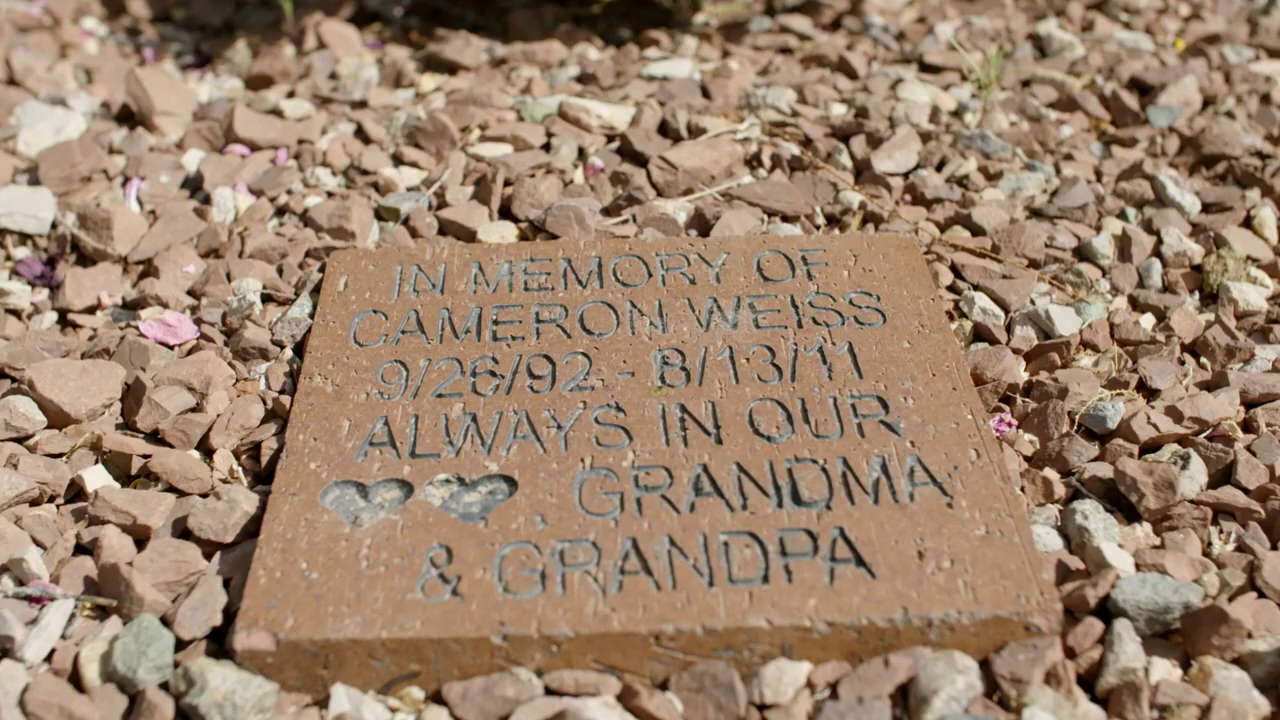 IN MEMORY OF
CAMERON WEISS
9/26/92 - 8/13/11
ALWAYS IN OUR
♥♥, GRANDMA
& GRANDPA